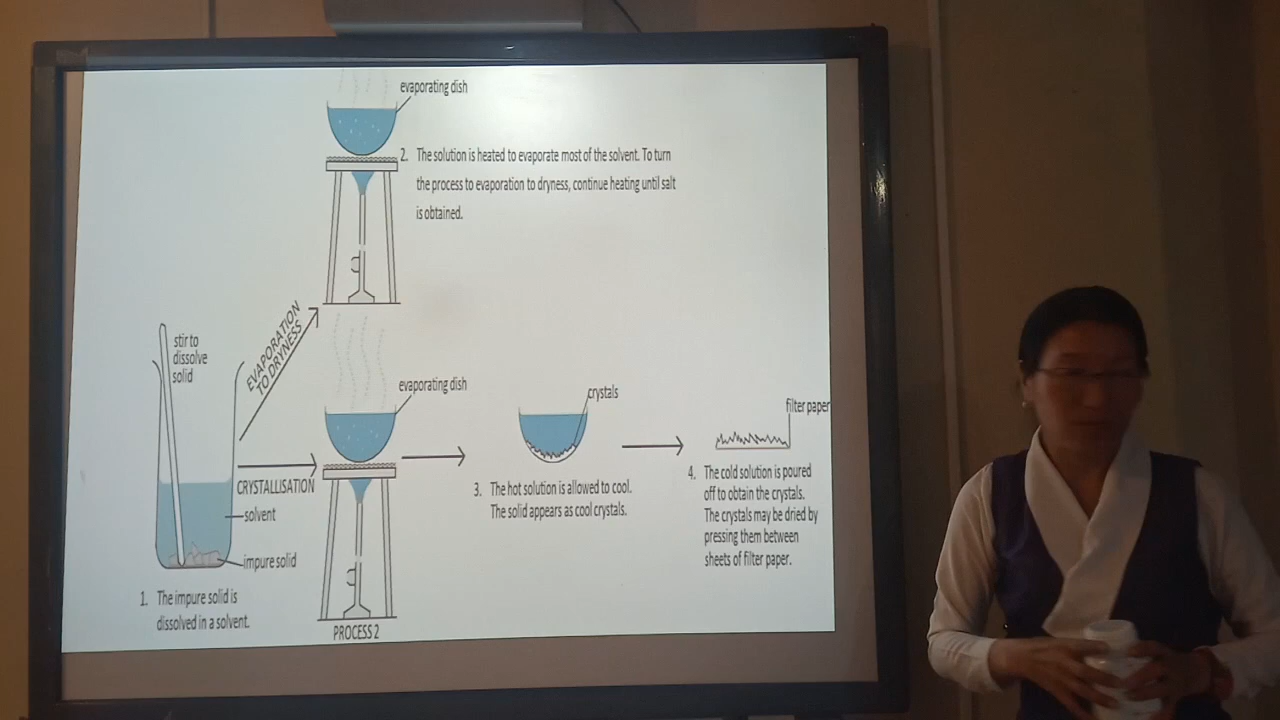 evaporating dish
2. The solution is heated to evaporate most of the solvent. To turn
the process to evaporation to dryness, continue heating until salt
is obtained.
EVAPORATION
TO DRYNESS
stir to
dissolve
solid
evaporating dish
crystals
filter paper
CRYSTALLISATION
solvent
impure solid
1. The impure solid is
dissolved in a solvent.
PROCESS 2
3. The hot solution is allowed to cool.
The solid appears as cool crystals.
4. The cold solution is poured
off to obtain the crystals.
The crystals may be dried by
pressing them between
sheets of filter paper.